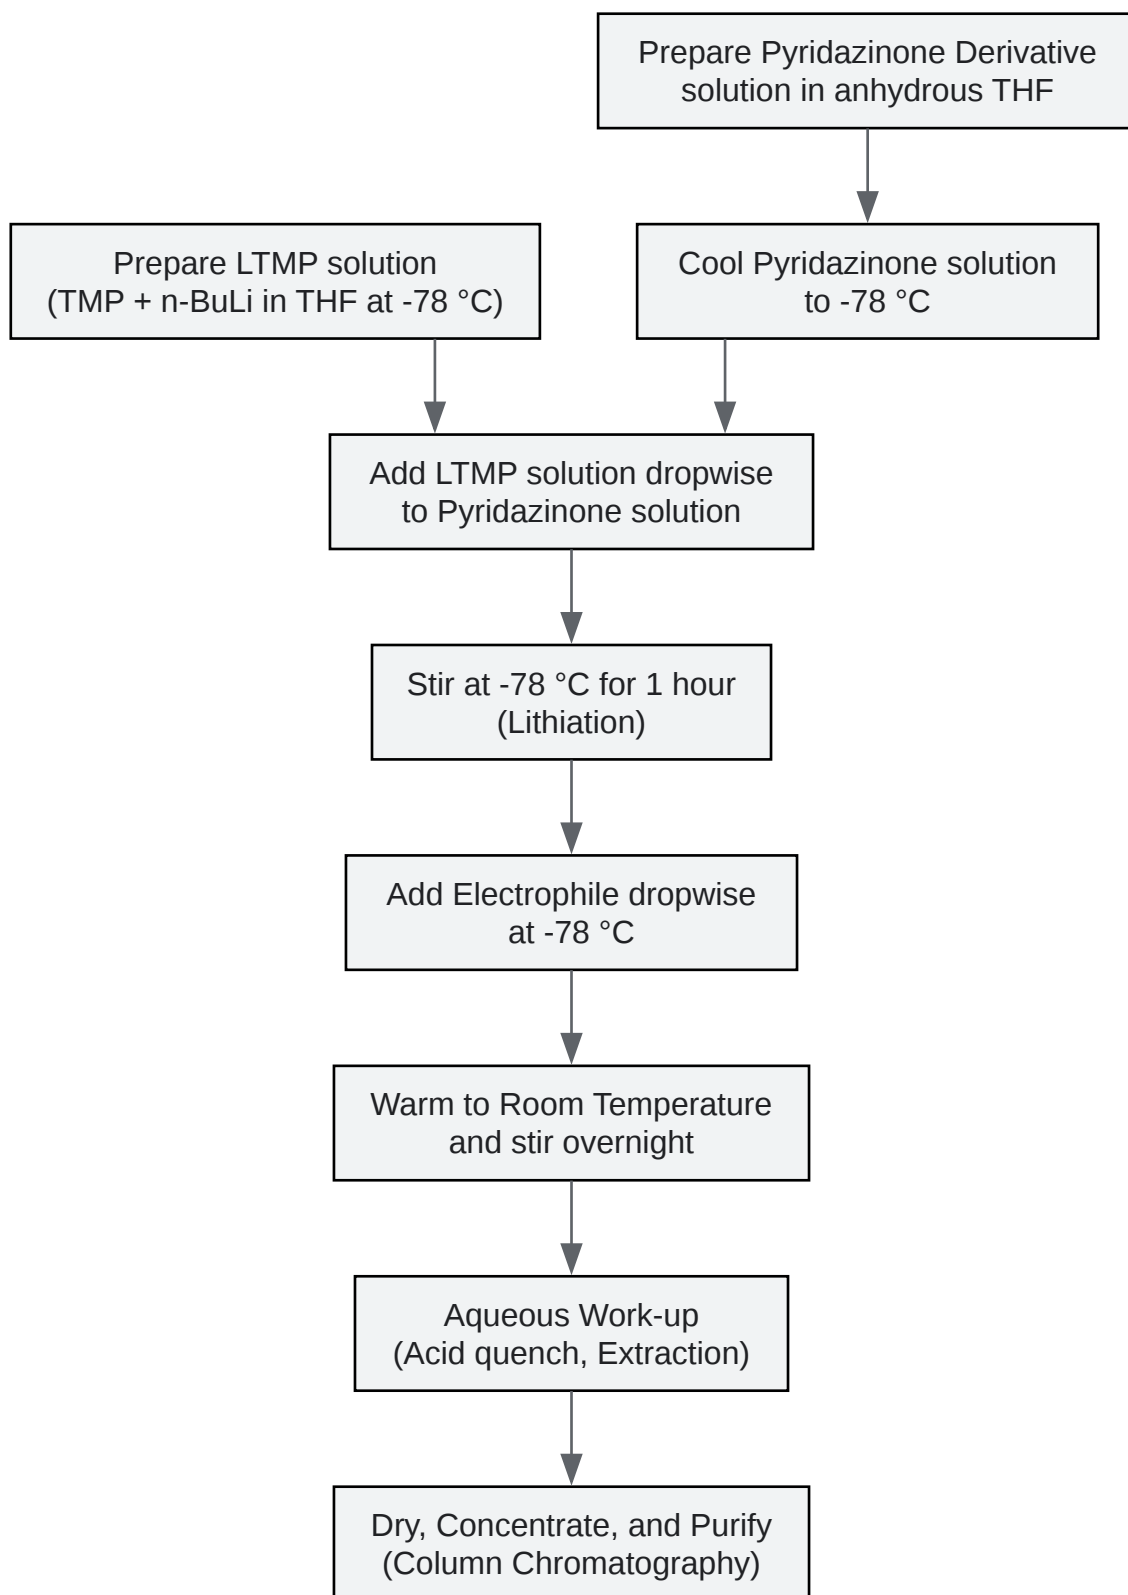 Prepare Pyridazinone Derivative
solution in anhydrous THF
Prepare LTMP solution
(TMP + n-BuLi in THF at -78 °C)
Cool Pyridazinone solution
to -78 °C
Add LTMP solution dropwise
to Pyridazinone solution
Stir at -78 °C for 1 hour
(Lithiation)
Add Electrophile dropwise
at -78 °C
Warm to Room Temperature
and stir overnight
Aqueous Work-up
(Acid quench, Extraction)
Dry, Concentrate, and Purify
(Column Chromatography)